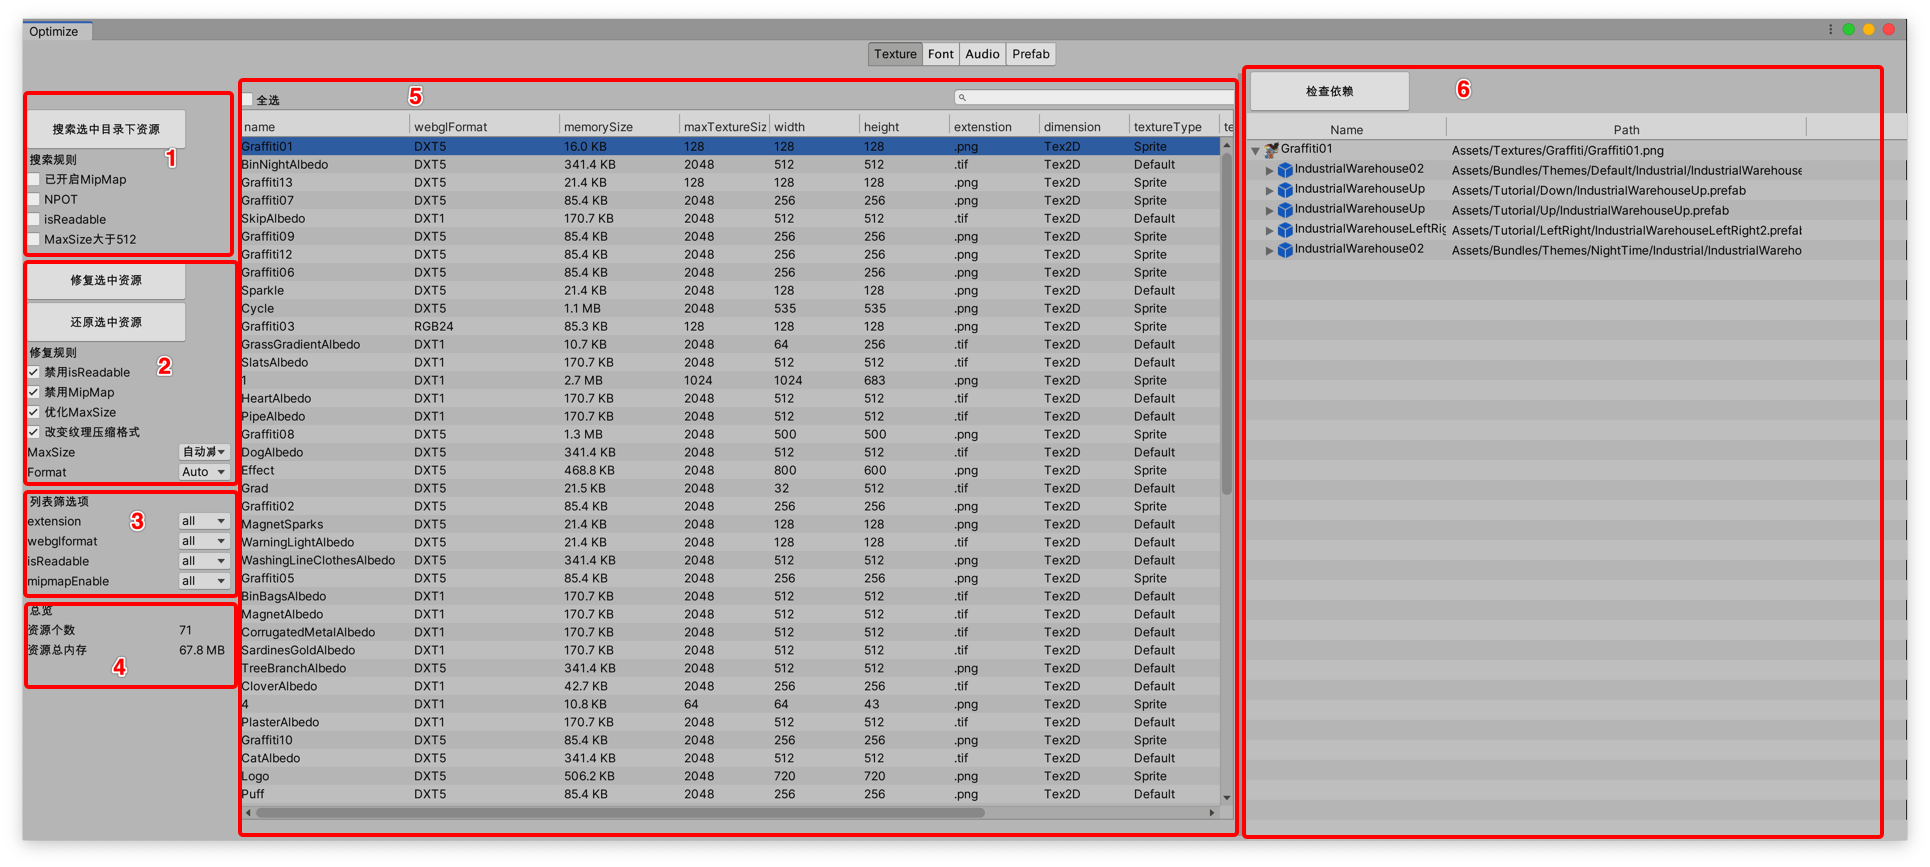 Optimize
Texture Font Audio Prefab
搜索选中目录下资源
1
搜索规则
已开启MipMap
NPOT
isReadable
MaxSize大于512
修复选中资源
还原选中资源
修复规则
2
禁用isReadable
禁用MipMap
优化MaxSize
改变纹理压缩格式
MaxSize
Format Auto
列表筛选项
3
extension all
webglformat all
isReadable all
mipmapEnable all
总览
资源个数 71
资源总内存 67.8 MB
4
全选
5
name webglFormat memorySize maxTextureSiz width height extenstion dimension textureType te
Graffiti01 DXT5 16.0 KB 128 128 128 .png Tex2D Sprite
BinNightAlbedo DXT5 341.4 KB 2048 512 512 .tif Tex2D Default
Graffiti13 DXT5 21.4 KB 128 128 128 .png Tex2D Sprite
Graffiti07 DXT5 85.4 KB 2048 256 256 .png Tex2D Sprite
SkipAlbedo DXT1 170.7 KB 2048 512 512 .tif Tex2D Default
Graffiti09 DXT5 85.4 KB 2048 256 256 .png Tex2D Sprite
Graffiti12 DXT5 85.4 KB 2048 256 256 .png Tex2D Sprite
Graffiti06 DXT5 85.4 KB 2048 256 256 .png Tex2D Sprite
Sparkle DXT5 21.4 KB 2048 128 128 .png Tex2D Default
Cycle DXT5 1.1 MB 2048 535 535 .png Tex2D Sprite
Graffiti03 RGB24 85.3 KB 128 128 128 .png Tex2D Sprite
GrassGradientAlbedo DXT1 10.7 KB 2048 64 256 .tif Tex2D Default
SlatsAlbedo DXT1 170.7 KB 2048 512 512 .tif Tex2D Default
1 DXT1 2.7 MB 1024 1024 683 .png Tex2D Sprite
HeartAlbedo DXT1 170.7 KB 2048 512 512 .tif Tex2D Default
PipeAlbedo DXT1 170.7 KB 2048 512 512 .tif Tex2D Default
Graffiti08 DXT5 1.3 MB 2048 500 500 .png Tex2D Sprite
DogAlbedo DXT5 341.4 KB 2048 512 512 .tif Tex2D Default
Effect DXT5 468.8 KB 2048 800 600 .png Tex2D Sprite
Grad DXT5 21.5 KB 2048 32 512 .tif Tex2D Default
Graffiti02 DXT5 85.4 KB 2048 256 256 .png Tex2D Sprite
MagnetSparks DXT5 21.4 KB 2048 128 128 .png Tex2D Default
WarningLightAlbedo DXT5 21.4 KB 2048 128 128 .tif Tex2D Default
WashingLineClothesAlbedo DXT5 341.4 KB 2048 512 512 .png Tex2D Default
Graffiti05 DXT5 85.4 KB 2048 256 256 .png Tex2D Sprite
BinBagsAlbedo DXT1 170.7 KB 2048 512 512 .tif Tex2D Default
MagnetAlbedo DXT1 170.7 KB 2048 512 512 .tif Tex2D Default
CorrugatedMetalAlbedo DXT1 170.7 KB 2048 512 512 .tif Tex2D Default
SardinesGoldAlbedo DXT1 170.7 KB 2048 512 512 .tif Tex2D Default
TreeBranchAlbedo DXT5 341.4 KB 2048 512 512 .png Tex2D Default
CloverAlbedo DXT1 42.7 KB 2048 256 256 .tif Tex2D Default
4 DXT1 10.8 KB 64 64 43 .png Tex2D Sprite
PlasterAlbedo DXT1 170.7 KB 2048 512 512 .tif Tex2D Default
Graffiti10 DXT5 85.4 KB 2048 256 256 .png Tex2D Sprite
CatAlbedo DXT5 341.4 KB 2048 512 512 .tif Tex2D Default
Logo DXT5 506.2 KB 2048 720 720 .png Tex2D Sprite
Puff DXT5 85.4 KB 2048 256 256 .png Tex2D Default
检查依赖
6
Name Path
Graffiti01 Assets/Textures/Graffiti/Graffiti01.png
IndustrialWarehouse02 Assets/Bundles/Themes/Default/Industrial/IndustrialWarehouse
IndustrialWarehouseUp Assets/Tutorial/Down/IndustrialWarehouseUp.prefab
IndustrialWarehouseUp Assets/Tutorial/Up/IndustrialWarehouseUp.prefab
IndustrialWarehouseLeftRig Assets/Tutorial/LeftRight/IndustrialWarehouseLeftRight2.prefab
IndustrialWarehouse02 Assets/Bundles/Themes/NightTime/Industrial/IndustrialWareho